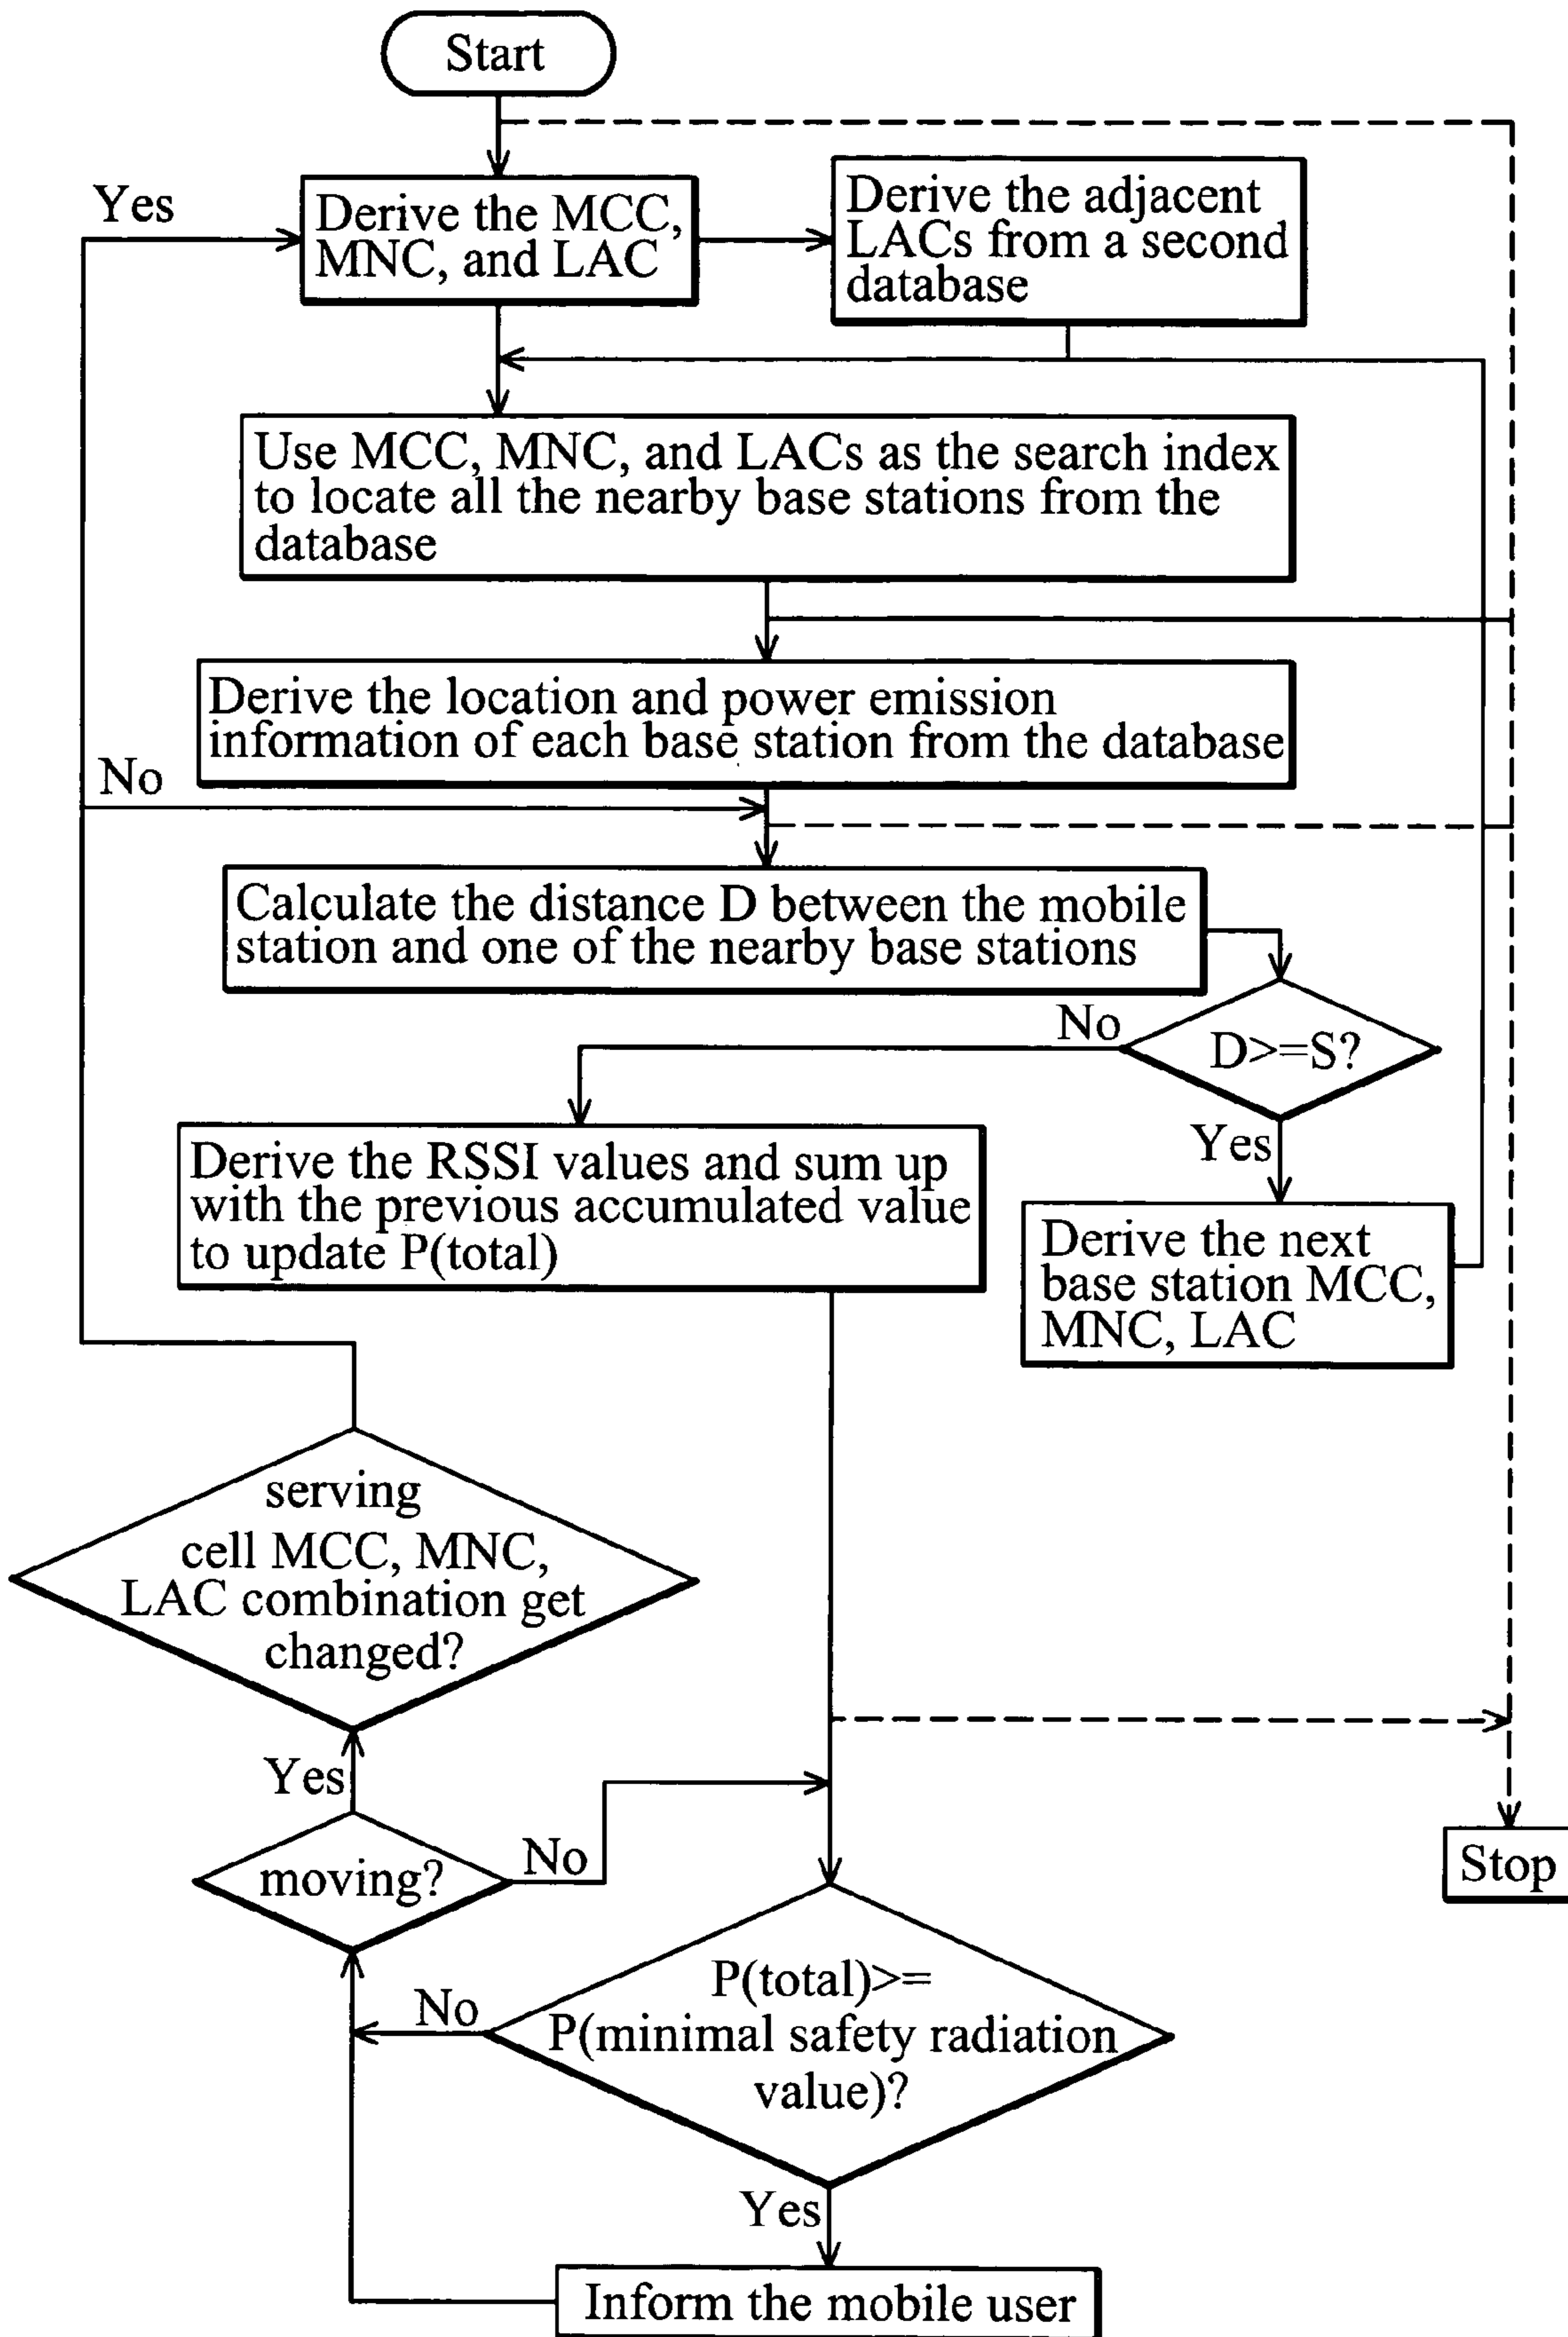 Start
Yes
Derive the MCC,
MNC, and LAC
Derive the adjacent
LACs from a second
database
Use MCC, MNC, and LACs as the search index
to locate all the nearby base stations from the
database
Derive the location and power emission
information of each base station from the database
No
Calculate the distance D between the mobile
station and one of the nearby base stations
No
D>=S?
Yes
Derive the RSSI values and sum up
with the previous accumulated value
to update P(total)
Derive the next
base station MCC,
MNC, LAC
serving
cell MCC, MNC,
LAC combination get
changed?
Yes
moving?
No
Stop
P(total)>=
P(minimal safety radiation
value)?
No
Yes
Inform the mobile user